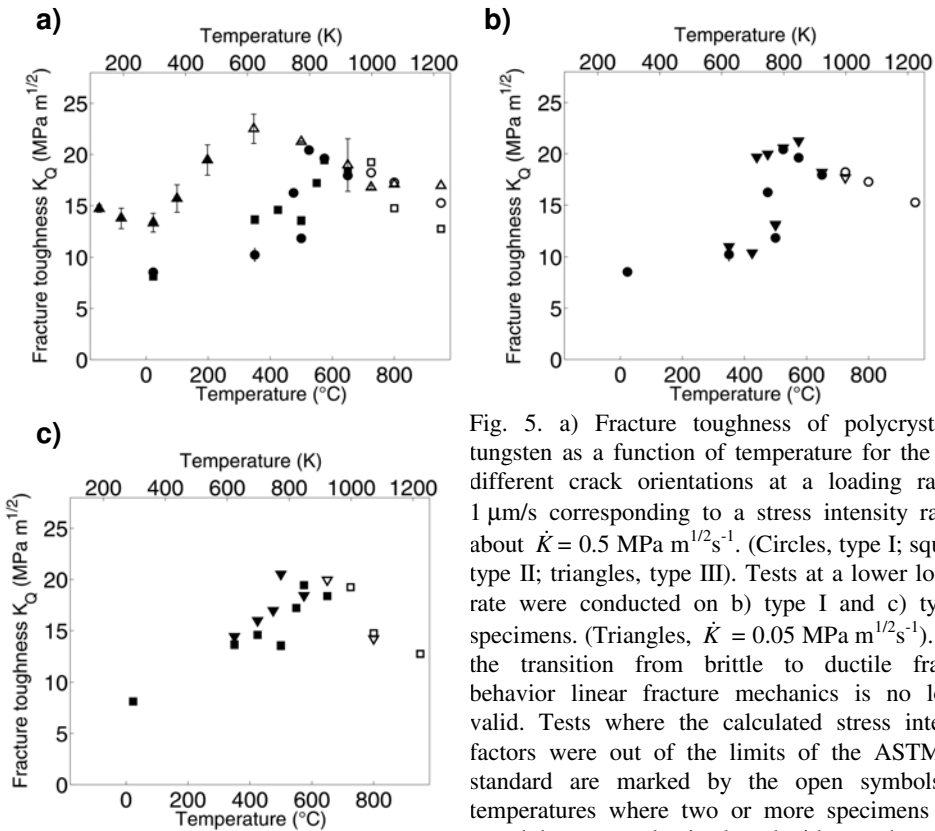 a)
Temperature (K)
200 400 600 800 1000 1200
Fracture toughness K_Q (MPa m^1/2)
25
20
15
10
5
0
0 200 400 600 800
Temperature (°C)
b)
Temperature (K)
200 400 600 800 1000 1200
Fracture toughness K_Q (MPa m^1/2)
25
20
15
10
5
0
0 200 400 600 800
Temperature (°C)
c)
Temperature (K)
200 400 600 800 1000 1200
Fracture toughness K_Q (MPa m^1/2)
25
20
15
10
5
0
0 200 400 600 800
Temperature (°C)
Fig. 5. a) Fracture toughness of polycryst
tungsten as a function of temperature for the
different crack orientations at a loading ra
1 μm/s corresponding to a stress intensity ra
about K̇ = 0.5 MPa m^1/2 s^-1. (Circles, type I; squ
type II; triangles, type III). Tests at a lower lo
rate were conducted on b) type I and c) ty
specimens. (Triangles, K̇ = 0.05 MPa m^1/2 s^-1).
the transition from brittle to ductile fra
behavior linear fracture mechanics is no l
valid. Tests where the calculated stress inte
factors were out of the limits of the ASTM
standard are marked by the open symbols
temperatures where two or more specimens